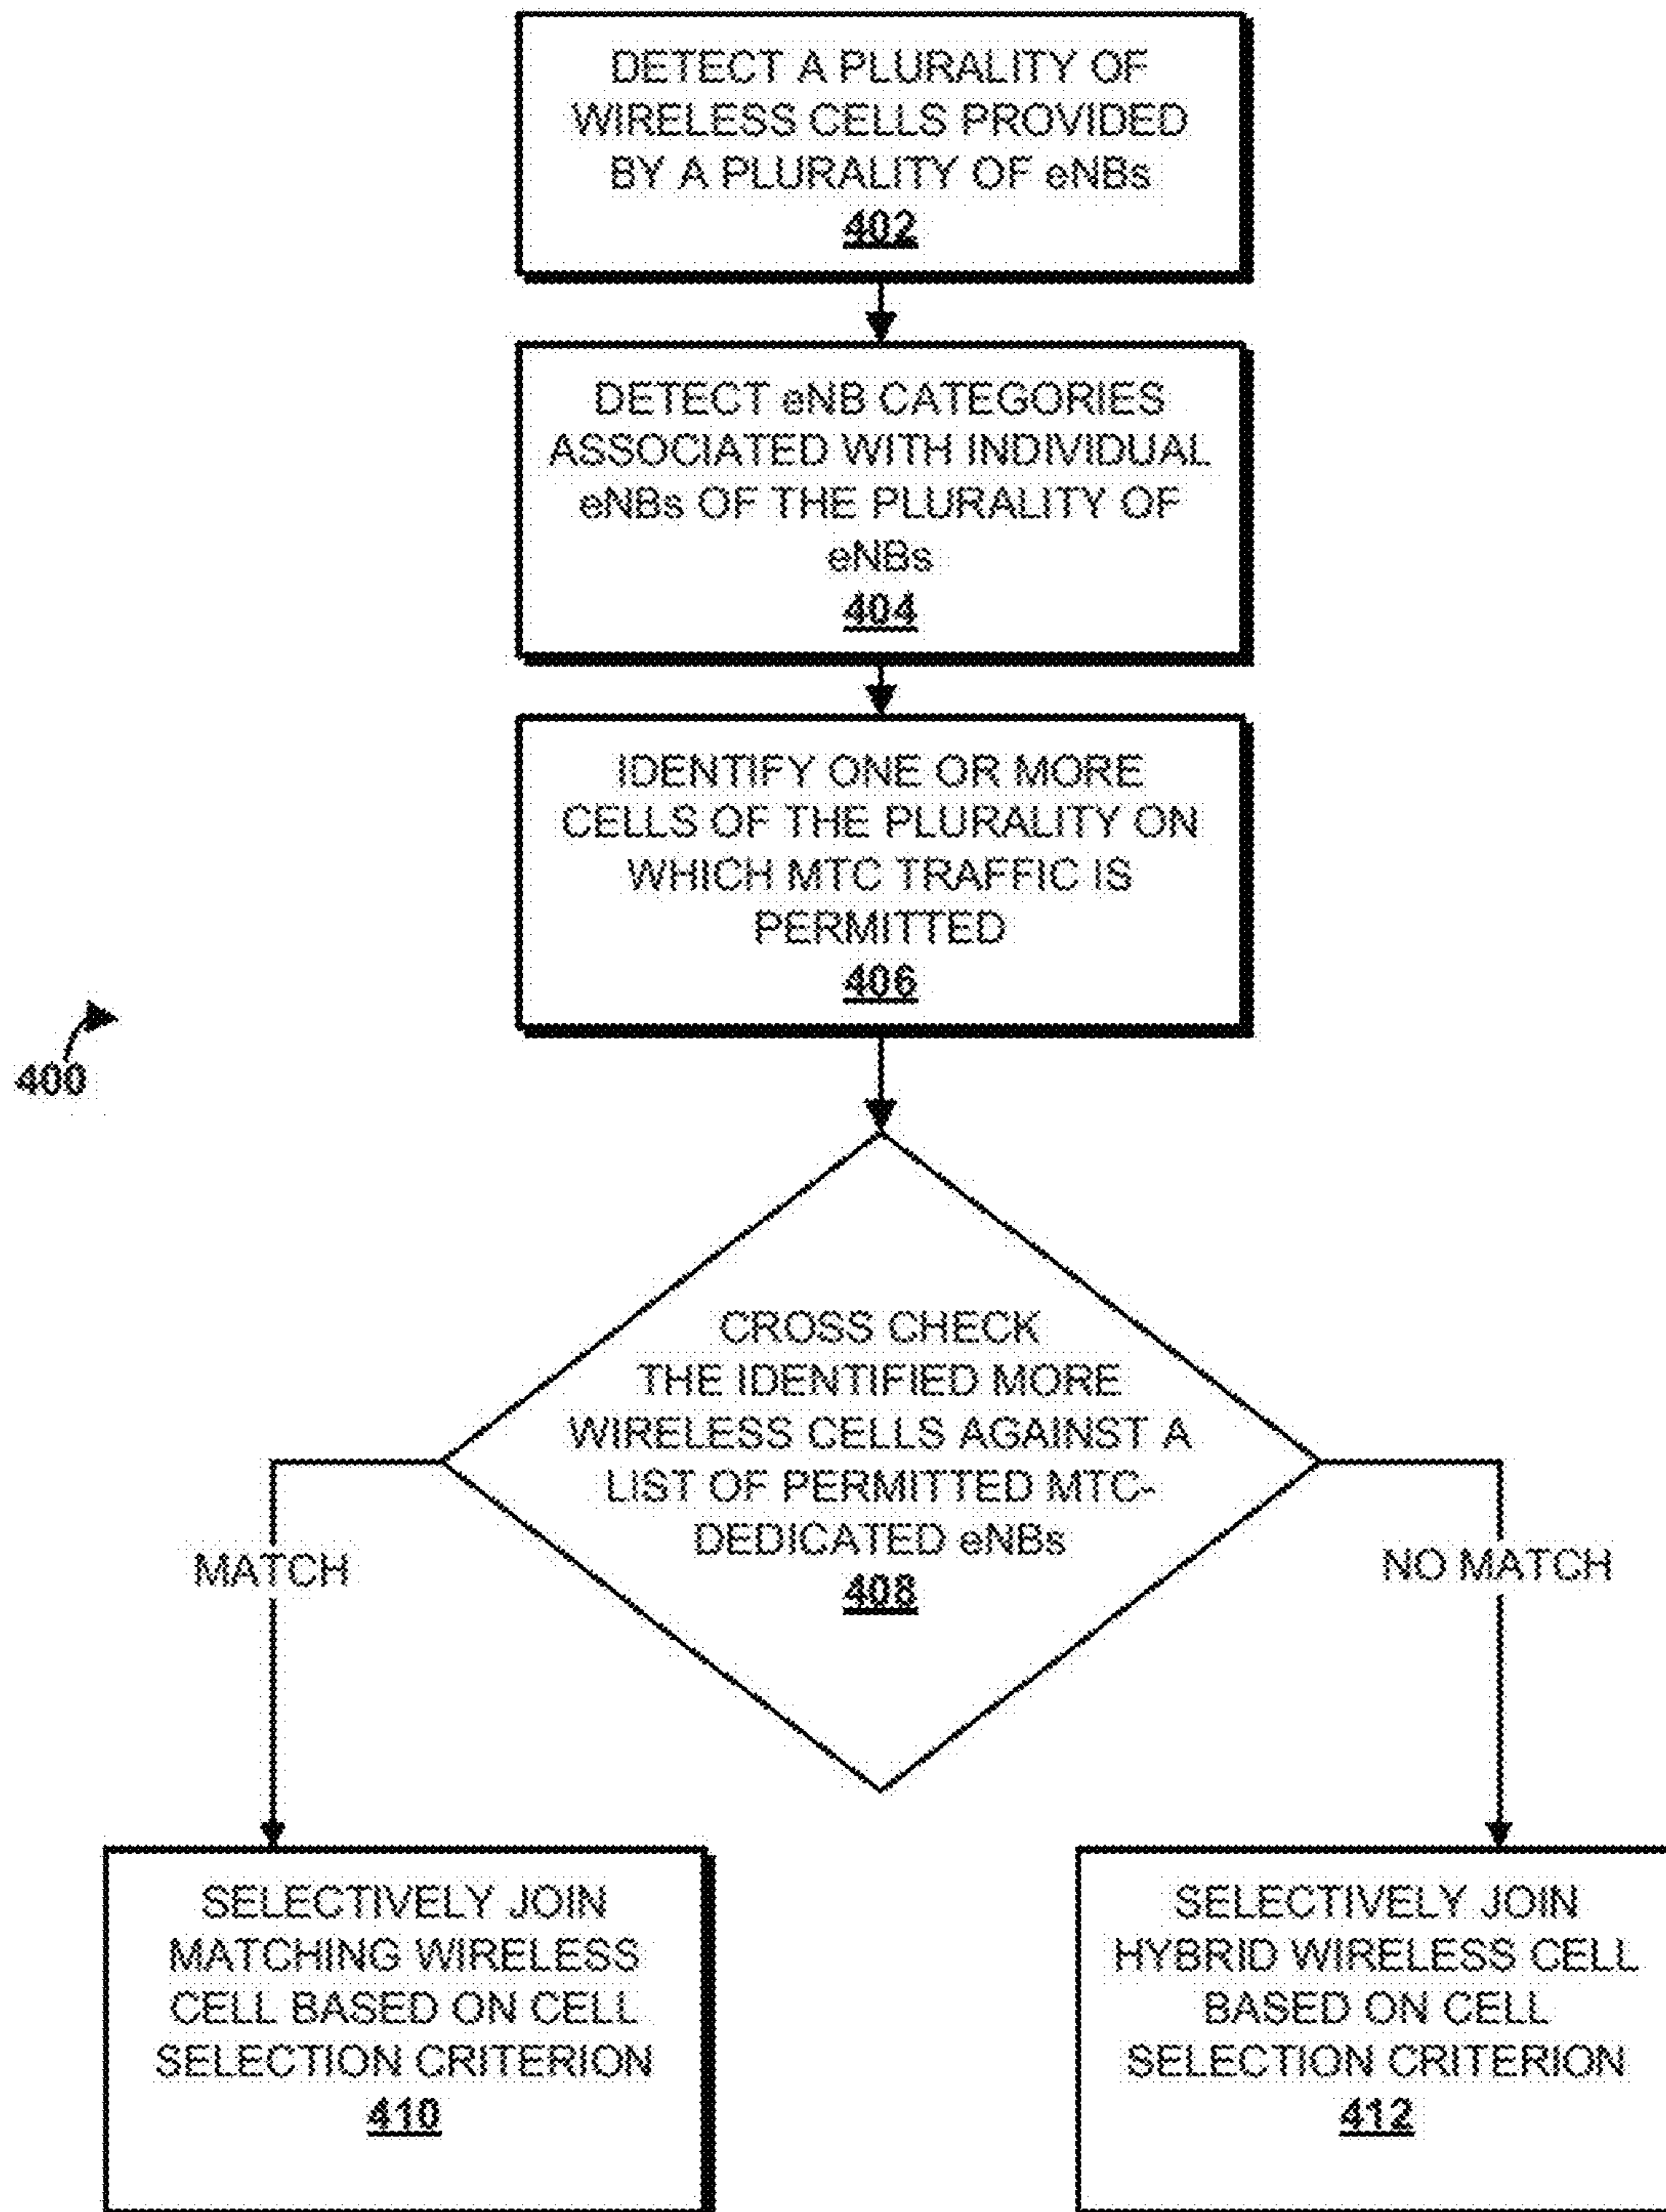 DETECT A PLURALITY OF
WIRELESS CELLS PROVIDED
BY A PLURALITY OF eNBs
402
DETECT eNB CATEGORIES
ASSOCIATED WITH INDIVIDUAL
eNBs OF THE PLURALITY OF
eNBs
404
IDENTIFY ONE OR MORE
CELLS OF THE PLURALITY ON
WHICH MTC TRAFFIC IS
PERMITTED
406
400
CROSS CHECK
THE IDENTIFIED MORE
WIRELESS CELLS AGAINST A
LIST OF PERMITTED MTC-
DEDICATED eNBs
408
MATCH
NO MATCH
SELECTIVELY JOIN
MATCHING WIRELESS
CELL BASED ON CELL
SELECTION CRITERION
410
SELECTIVELY JOIN
HYBRID WIRELESS CELL
BASED ON CELL
SELECTION CRITERION
412